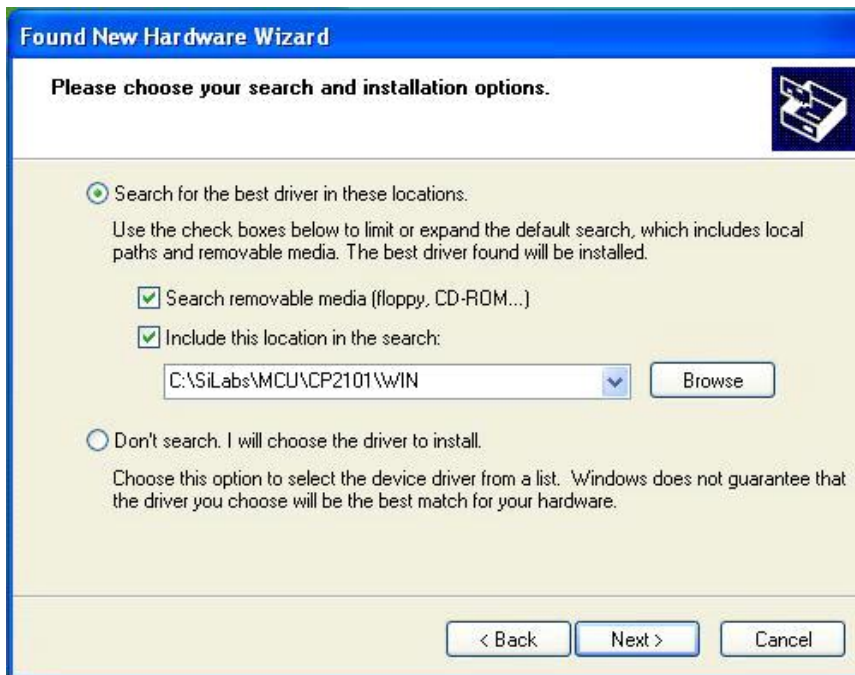 Found New Hardware Wizard
Please choose your search and installation options.
Search for the best driver in these locations.
Use the check boxes below to limit or expand the default search, which includes local
paths and removable media. The best driver found will be installed.
Search removable media (floppy, CD-ROM...)
Include this location in the search:
C:\SiLabs\MCU\CP2101\WIN
Browse
Don't search. I will choose the driver to install.
Choose this option to select the device driver from a list. Windows does not guarantee that
the driver you choose will be the best match for your hardware.
< Back Next > Cancel